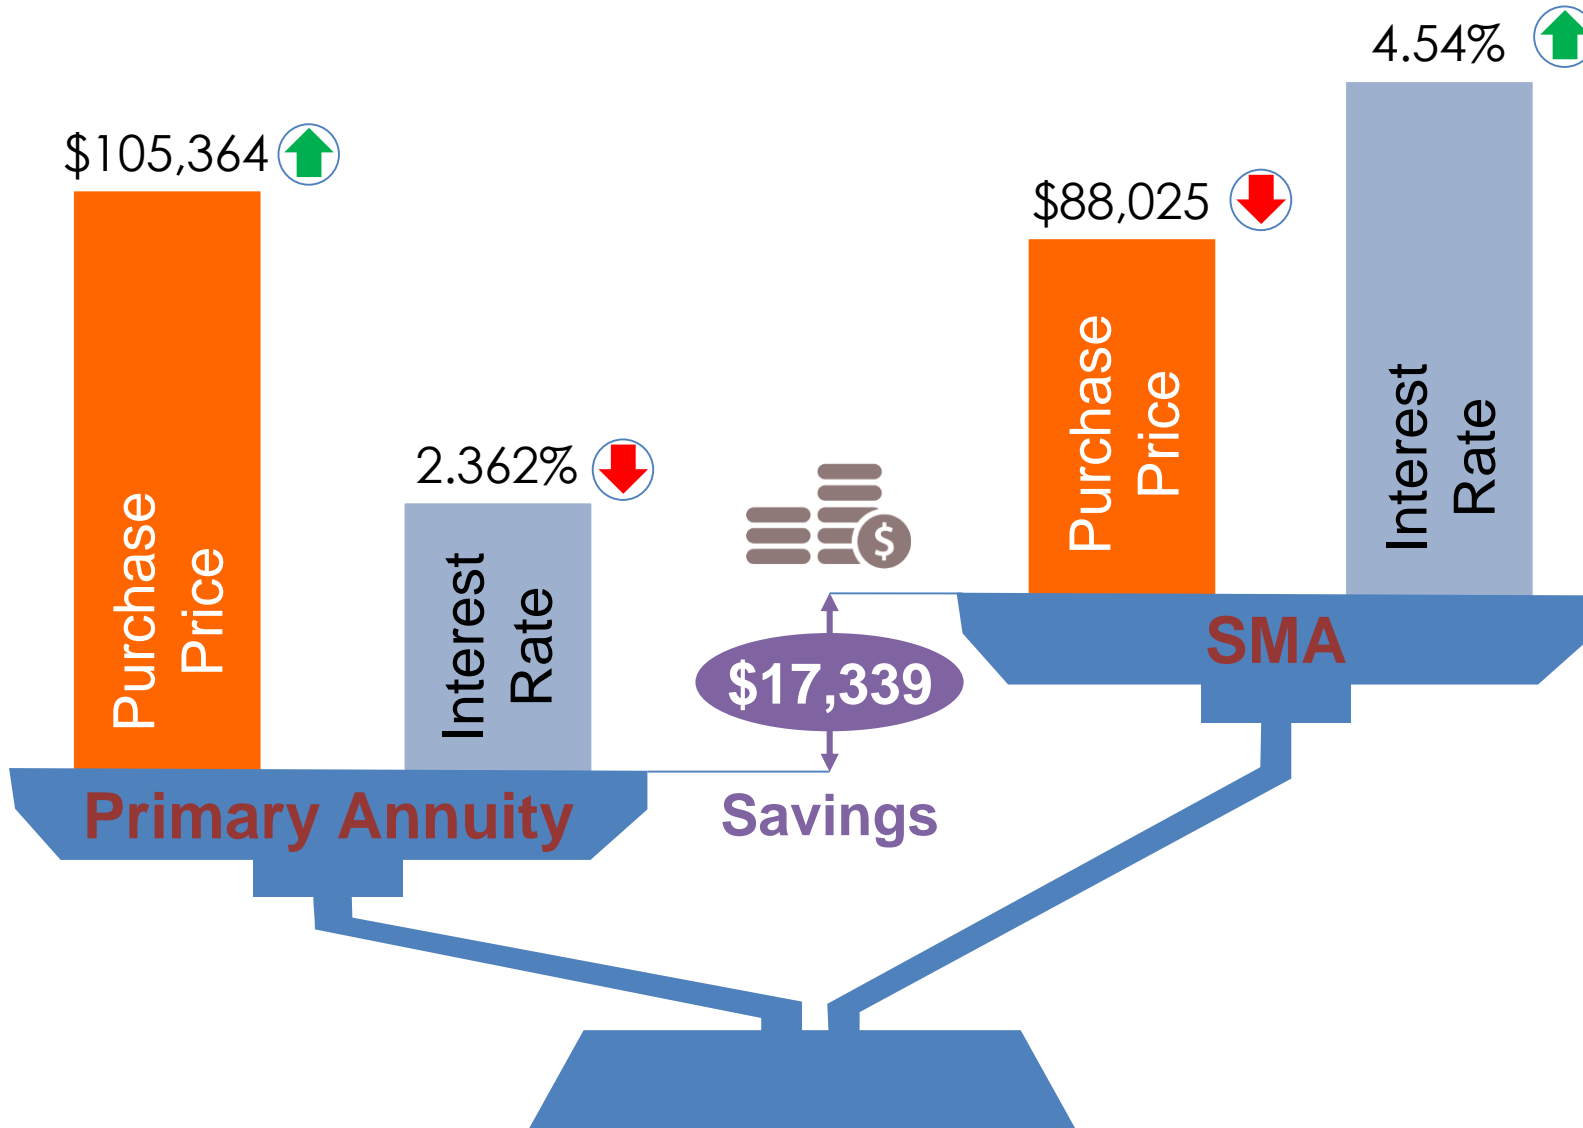 4.54%
$105,364
$88,025
2.362%
Purchase
Price
Interest
Rate
Purchase
Price
Interest
Rate
$
SMA
$17,339
Primary Annuity
Savings